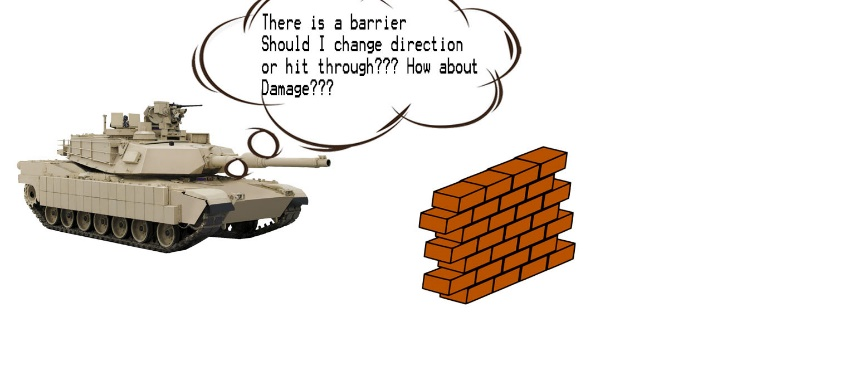 There is a barrier
Should I change direction
or hit through??? How about
Damage???